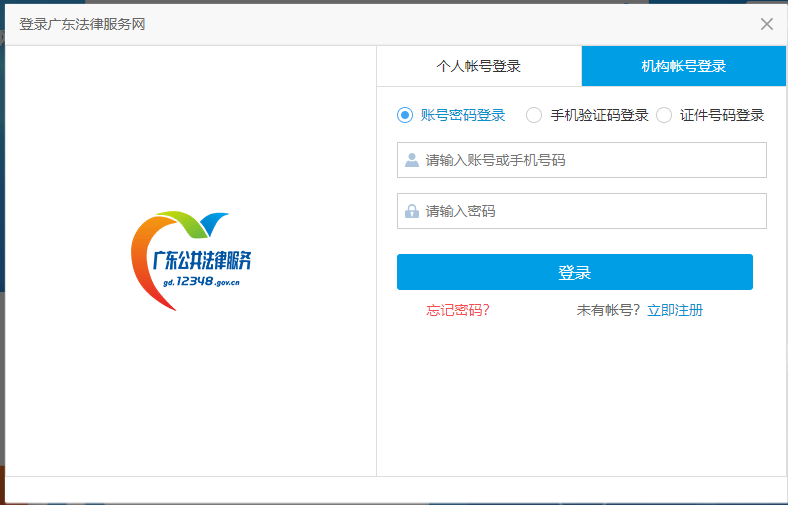 登录广东法律服务网
个人帐号登录
机构帐号登录
账号密码登录
手机验证码登录
证件号码登录
请输入账号或手机号码
请输入密码
广东公共法律服务
gd.12348.gov.cn
登录
忘记密码?
未有帐号? 立即注册